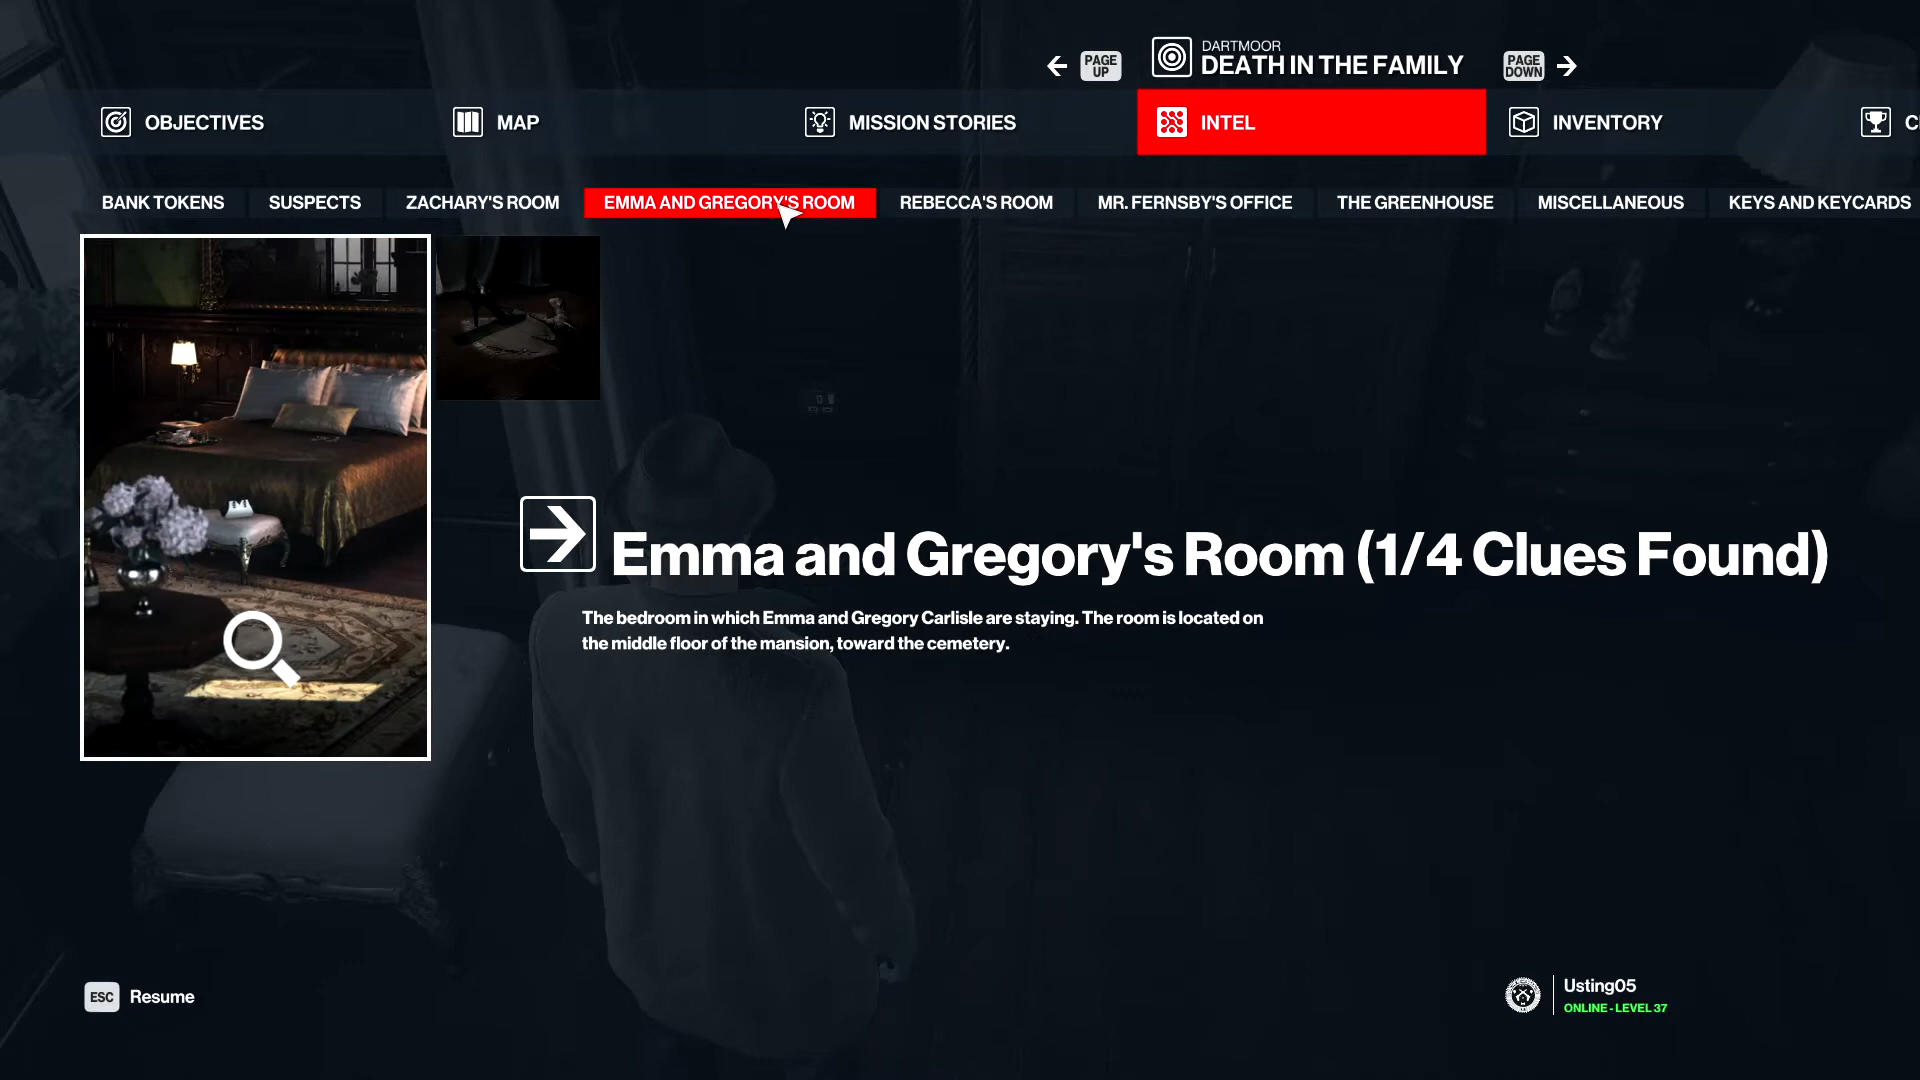 PAGE UP
DARTMOOR
DEATH IN THE FAMILY
PAGE DOWN
OBJECTIVES
MAP
MISSION STORIES
INTEL
INVENTORY
BANK TOKENS
SUSPECTS
ZACHARY'S ROOM
EMMA AND GREGORY'S ROOM
REBECCA'S ROOM
MR. FERNSBY'S OFFICE
THE GREENHOUSE
MISCELLANEOUS
KEYS AND KEYCARDS
Emma and Gregory's Room (1/4 Clues Found)
The bedroom in which Emma and Gregory Carlisle are staying. The room is located on
the middle floor of the mansion, toward the cemetery.
ESC Resume
Usting05
ONLINE - LEVEL 37